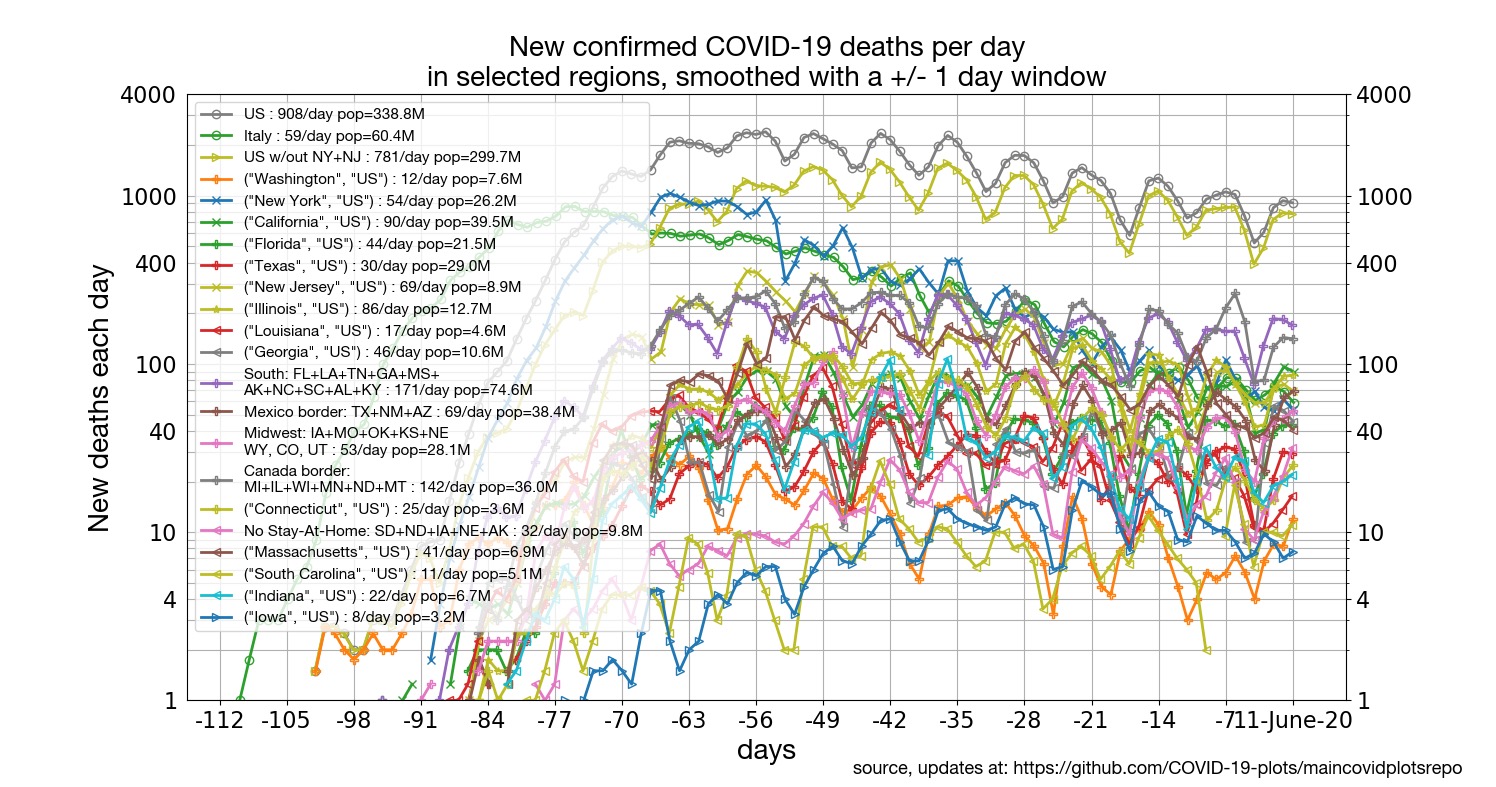 New confirmed COVID-19 deaths per day
in selected regions, smoothed with a +/- 1 day window
4000
1000
400
100
40
10
4
1
New deaths each day
US : 908/day pop=338.8M
Italy : 59/day pop=60.4M
US w/out NY+NJ : 781/day pop=299.7M
("Washington", "US") : 12/day pop=7.6M
("New York", "US") : 54/day pop=26.2M
("California", "US") : 90/day pop=39.5M
("Florida", "US") : 44/day pop=21.5M
("Texas", "US") : 30/day pop=29.0M
("New Jersey", "US") : 69/day pop=8.9M
("Illinois", "US") : 86/day pop=12.7M
("Louisiana", "US") : 17/day pop=4.6M
("Georgia", "US") : 46/day pop=10.6M
South: FL+LA+TN+GA+MS+
AK+NC+SC+AL+KY : 171/day pop=74.6M
Mexico border: TX+NM+AZ : 69/day pop=38.4M
Midwest: IA+MO+OK+KS+NE
WY, CO, UT : 53/day pop=28.1M
Canada border:
MI+IL+WI+MN+ND+MT : 142/day pop=36.0M
("Connecticut", "US") : 25/day pop=3.6M
No Stay-At-Home: SD+ND+IA+NE+AK : 32/day pop=9.8M
("Massachusetts", "US") : 41/day pop=6.9M
("South Carolina", "US") : 11/day pop=5.1M
("Indiana", "US") : 22/day pop=6.7M
("Iowa", "US") : 8/day pop=3.2M
4000
1000
400
100
40
10
4
1
-112 -105 -98 -91 -84 -77 -70 -63 -56 -49 -42 -35 -28 -21 -14 -7 11-June-20
days
source, updates at: https://github.com/COVID-19-plots/maincovidplotsrepo